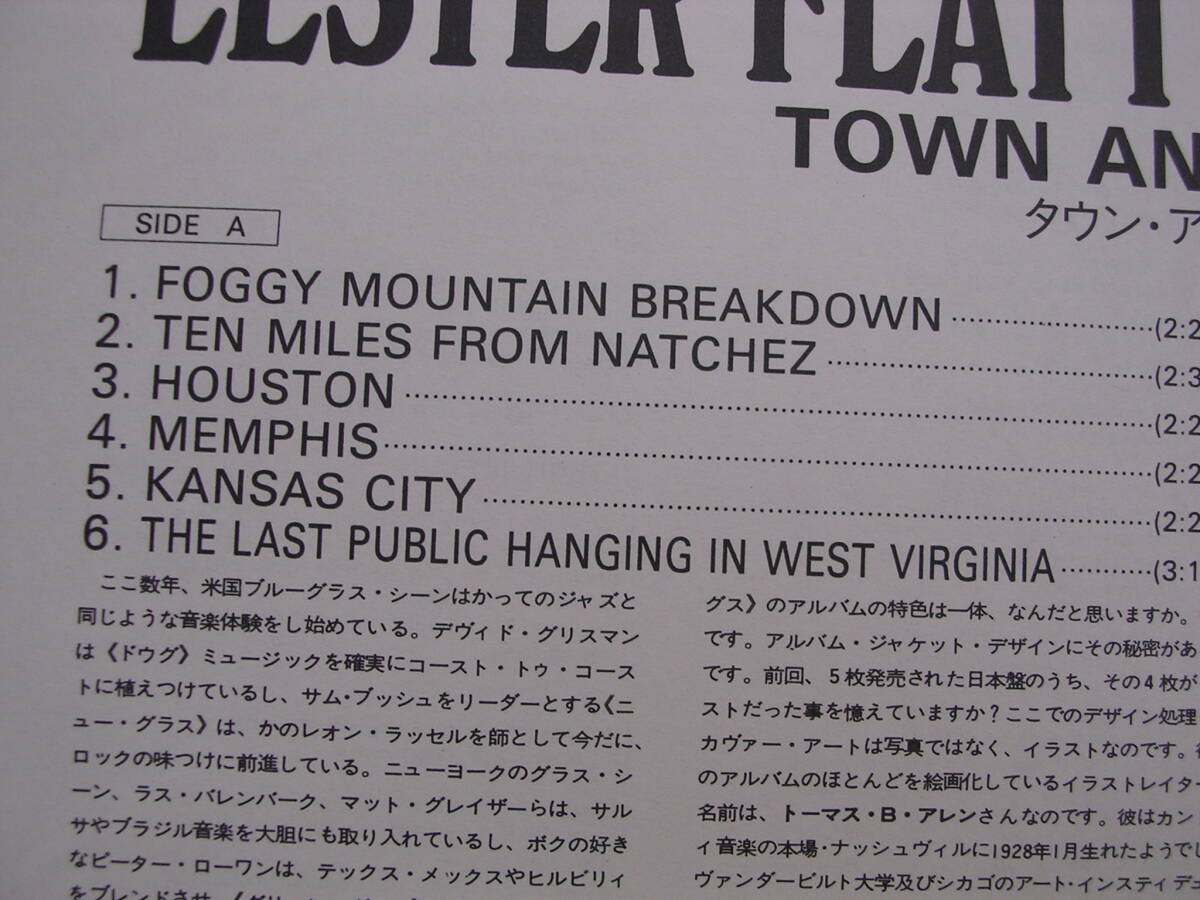 LESTER FLATT
TOWN AN
タウン・ア
SIDE A
1. FOGGY MOUNTAIN BREAKDOWN (2:2
2. TEN MILES FROM NATCHEZ (2:3
3. HOUSTON (2:2
4. MEMPHIS (2:2
5. KANSAS CITY (2:2
6. THE LAST PUBLIC HANGING IN WEST VIRGINIA (3:1
ここ数年、米国ブルーグラス・シーンはかってのジャズと
同じような音楽体験をし始めている。デヴィド・グリスマン
は《ドウグ》ミュージックを確実にコースト・トゥ・コース
トに植えつけているし、サム・ブッシュをリーダーとする《ニ
ュー・グラス》は、かのレオン・ラッセルを師として今だに、
ロックの味つけに前進している。ニューヨークのグラス・シ
ーン、ラス・バレンバーク、マット・グレイザーらは、サル
サやブラジル音楽を大胆にも取り入れているし、ボクの好き
なピーター・ローワンは、テックス・メックスやヒルビリィ
をブレンドさせ
グス》のアルバムの特色は一体、なんだと思いますか。
です。アルバム・ジャケット・デザインにその秘密があ
です。前回、5枚発売された日本盤のうち、その4枚が
ストだった事を憶えていますか？ここでのデザイン処理
カヴァー・アートは写真ではなく、イラストなのです。彼
のアルバムのほとんどを絵画化しているイラストレイター
名前は、トーマス・B・アレンさんなのです。彼はカン
ィ音楽の本場・ナッシュヴィルに1928年1月生れたようでし
ヴァンダービルト大学及びシカゴのアート・インスティデュ